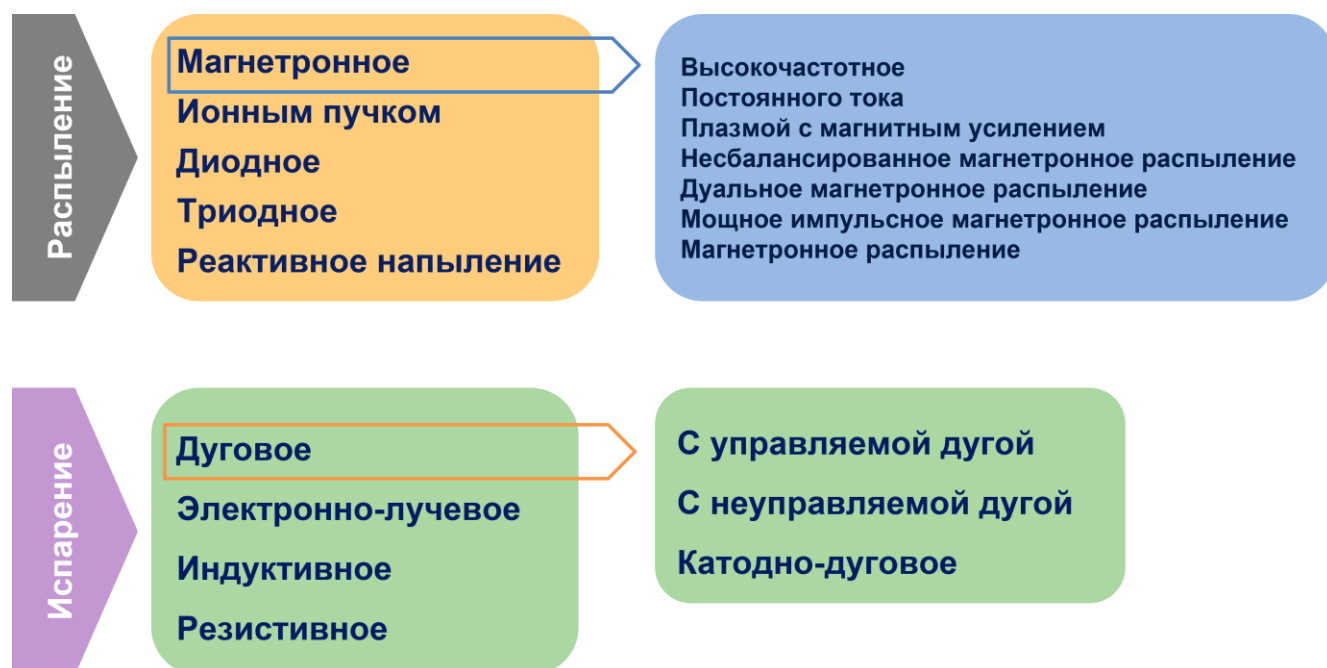 Распыление
Магнетронное
Ионным пучком
Диодное
Триодное
Реактивное напыление
Высокочастотное
Постоянного тока
Плазмой с магнитным усилением
Несбалансированное магнетронное распыление
Дуальное магнетронное распыление
Мощное импульсное магнетронное распыление
Магнетронное распыление
Испарение
Дуговое
Электронно-лучевое
Индуктивное
Резистивное
С управляемой дугой
С неуправляемой дугой
Катодно-дуговое